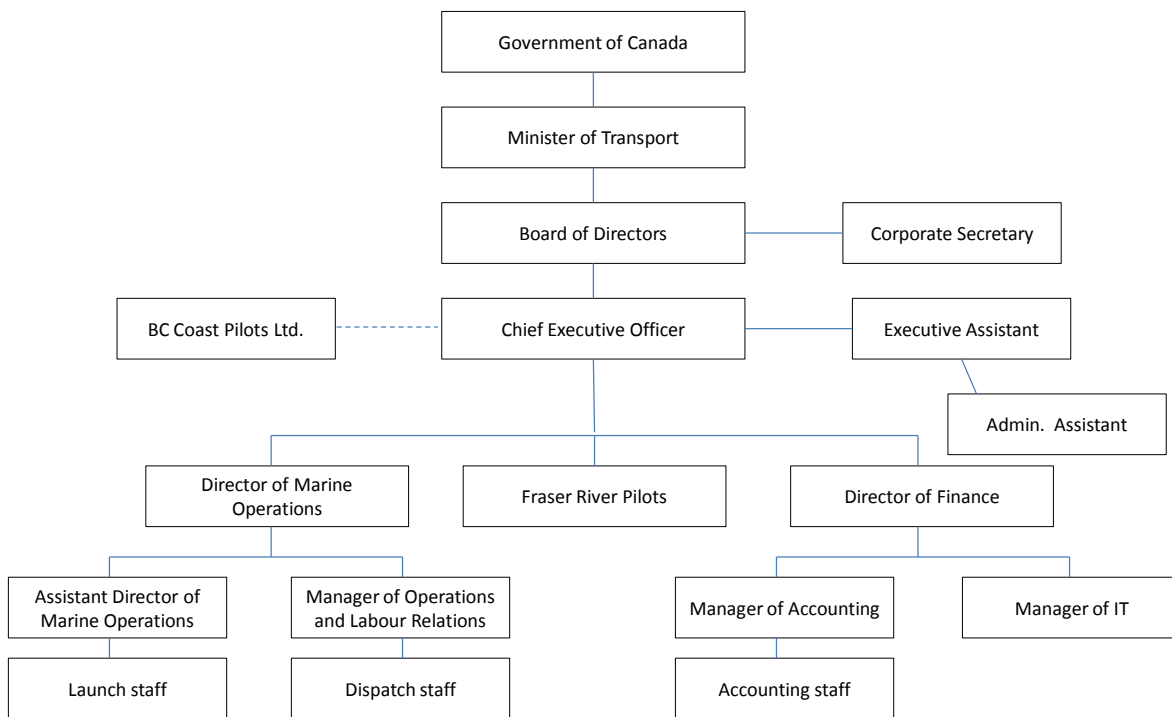 Government of Canada
Minister of Transport
Board of Directors
Corporate Secretary
BC Coast Pilots Ltd.
Chief Executive Officer
Executive Assistant
Admin.  Assistant
Director of Marine
Operations
Fraser River Pilots
Director of Finance
Assistant Director of
Marine Operations
Manager of Operations
and Labour Relations
Manager of Accounting
Manager of IT
Launch staff
Dispatch staff
Accounting staff